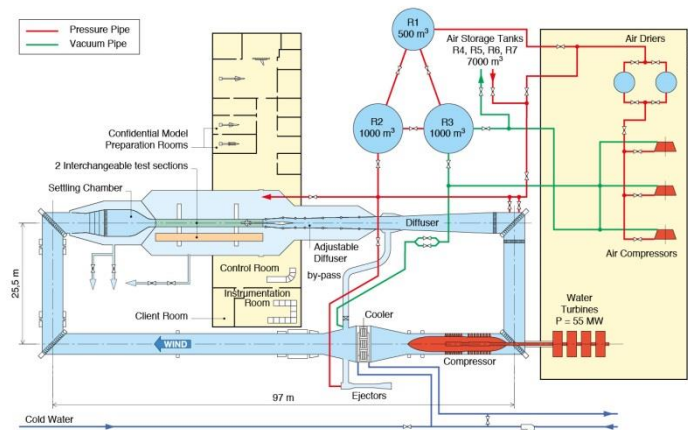 Pressure Pipe
Vacuum Pipe
R1
500 m³
Air Storage Tanks
R4, R5, R6, R7
7000 m³
Air Driers
R2
1000 m³
R3
1000 m³
Confidential Model
Preparation Rooms
2 Interchangeable test sections
Settling Chamber
Diffuser
Adjustable
Diffuser
by-pass
Control Room
Air Compressors
25,5 m
Instrumentation
Room
Client Room
Cooler
Water
Turbines
P = 55 MW
WIND
Compressor
Ejectors
97 m
Cold Water